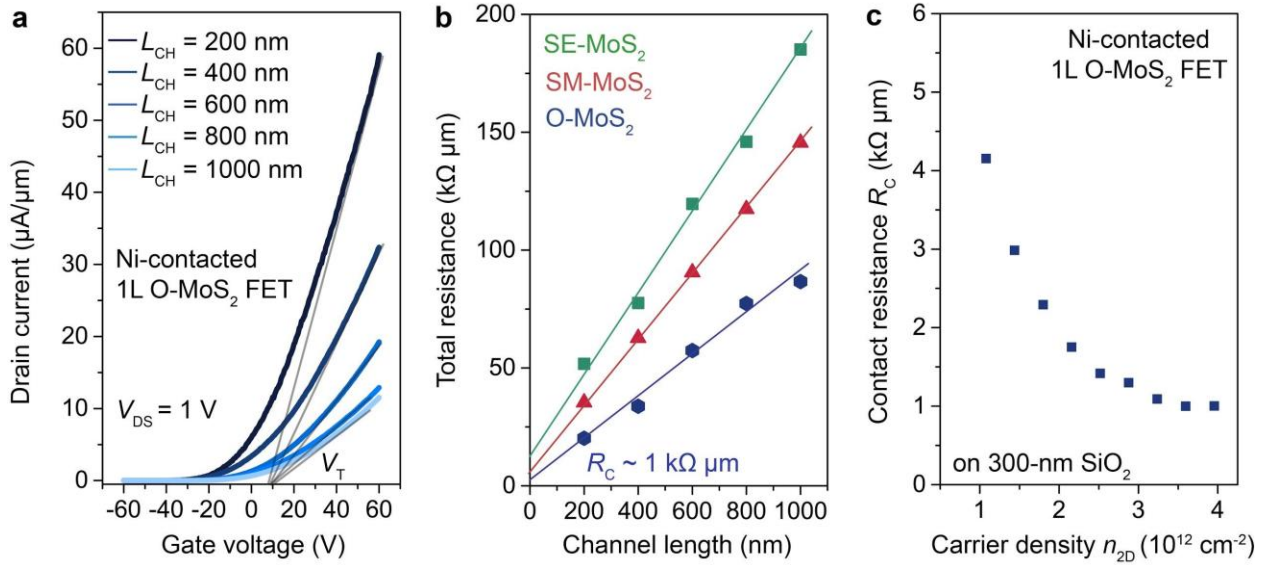 a
L_CH = 200 nm
L_CH = 400 nm
L_CH = 600 nm
L_CH = 800 nm
L_CH = 1000 nm
Ni-contacted
1L O-MoS₂ FET
V_DS = 1 V
V_T
Drain current (μA/μm)
60
50
40
30
20
10
0
-60 -40 -20 0 20 40 60
Gate voltage (V)
b
SE-MoS₂
SM-MoS₂
O-MoS₂
R_C ~ 1 kΩ μm
Total resistance (kΩ μm)
200
150
100
50
0
0 200 400 600 800 1000
Channel length (nm)
c
Ni-contacted
1L O-MoS₂ FET
on 300-nm SiO₂
Contact resistance R_C (kΩ μm)
6
5
4
3
2
1
0
1 2 3 4
Carrier density n_2D (10¹² cm⁻²)